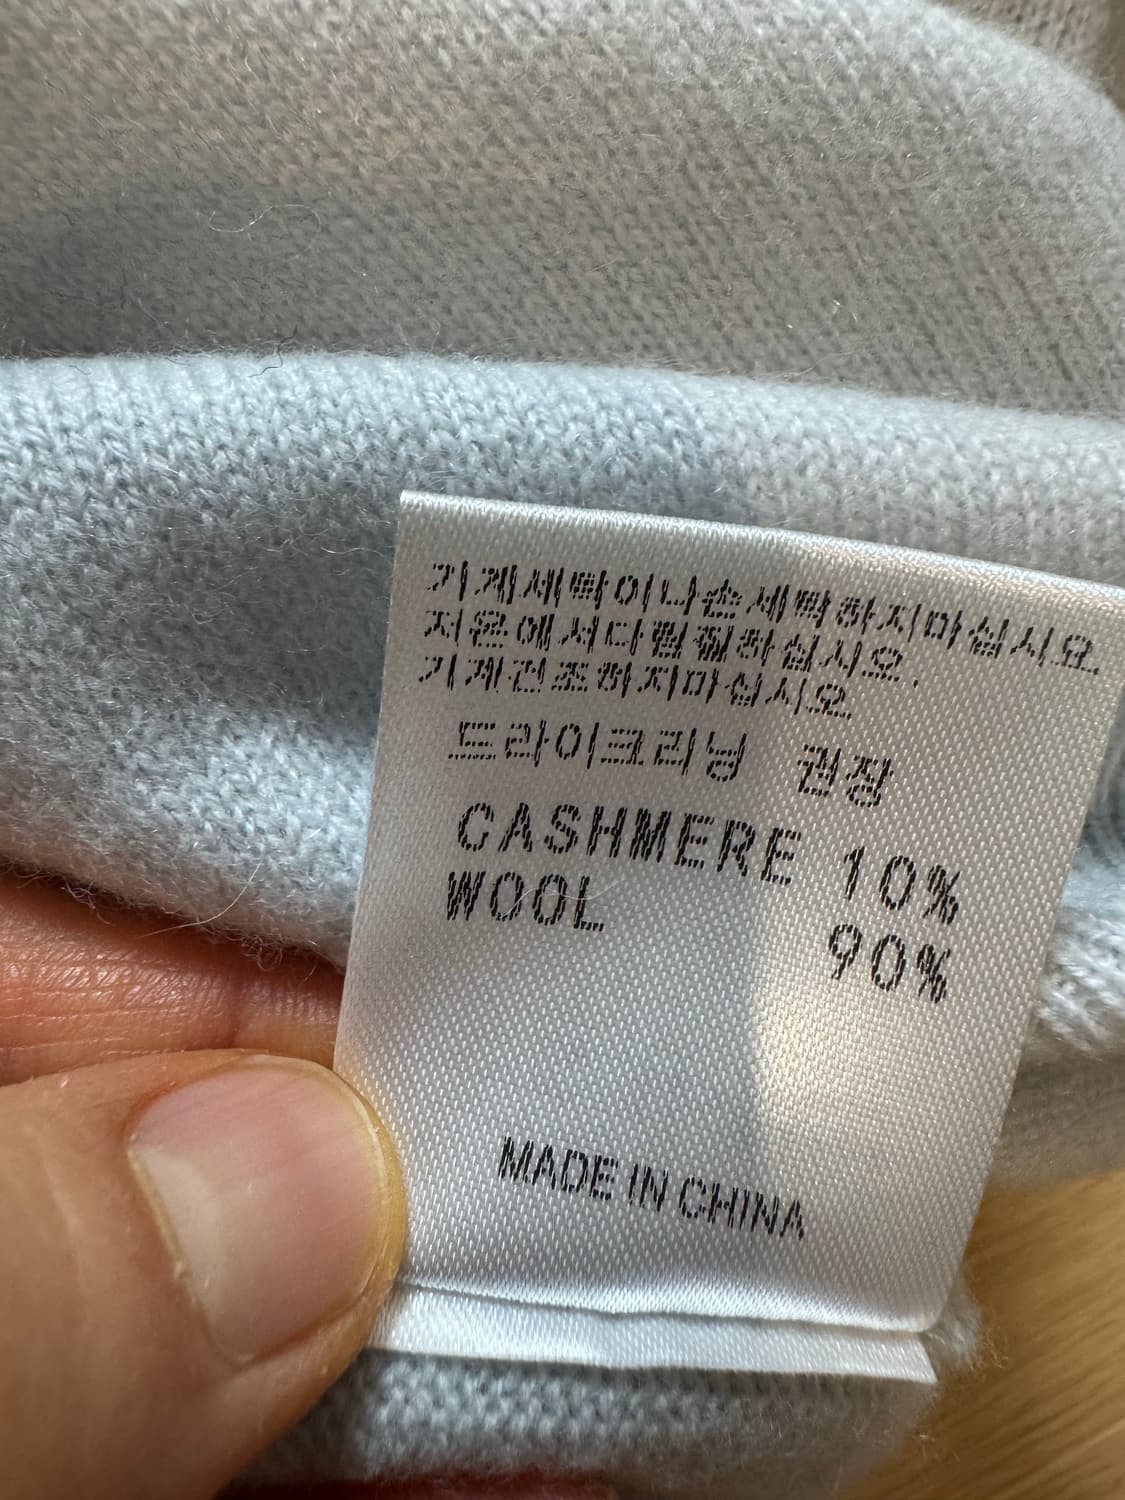 기계세탁이나손세탁하지마십시오.
저온에서다림질하십시오.
기계건조하지마십시오.
드라이크리닝 권장
CASHMERE 10%
WOOL 90%
MADE IN CHINA